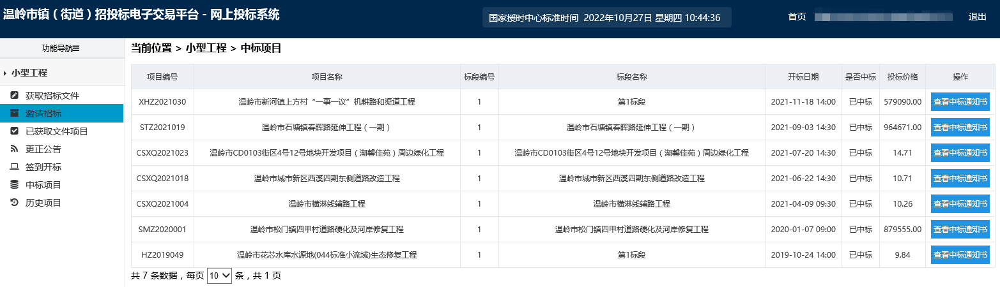 温岭市镇（街道）招投标电子交易平台 - 网上投标系统
国家授时中心标准时间 2022年10月27日 星期四 10:44:36
首页
退出
功能导航
小型工程
获取招标文件
邀请招标
已获取文件项目
更正公告
签到开标
中标项目
历史项目
当前位置 > 小型工程 > 中标项目
项目编号 项目名称 标段编号 标段名称 开标日期 是否中标 投标价格 操作
XHZ2021030 温岭市新河镇上方村“一事一议”机耕路和渠道工程 1 第1标段 2021-11-18 14:00 已中标 579090.00 查看中标通知书
STZ2021019 温岭市石塘镇春晖路延伸工程（一期） 1 温岭市石塘镇春晖路延伸工程（一期） 2021-09-03 14:30 已中标 964671.00 查看中标通知书
CSXQ2021023 温岭市CD0103街区4号12号地块开发项目（湖馨佳苑）周边绿化工程 1 温岭市CD0103街区4号12号地块开发项目（湖馨佳苑）周边绿化工程 2021-07-20 14:30 已中标 14.71 查看中标通知书
CSXQ2021018 温岭市城市新区西溪四期东侧道路改造工程 1 温岭市城市新区西溪四期东侧道路改造工程 2021-06-22 14:30 已中标 10.71 查看中标通知书
CSXQ2021004 温岭市横淋线辅路工程 1 温岭市横淋线辅路工程 2021-04-09 09:30 已中标 10.26 查看中标通知书
SMZ2020001 温岭市松门镇四甲村道路硬化及河岸修复工程 1 温岭市松门镇四甲村道路硬化及河岸修复工程 2020-01-07 09:00 已中标 879555.00 查看中标通知书
HZ2019049 温岭市花芯水库水源地(044标准小流域)生态修复工程 1 第1标段 2019-10-24 14:00 已中标 9.84 查看中标通知书
共 7 条数据，每页 10 条，共 1 页